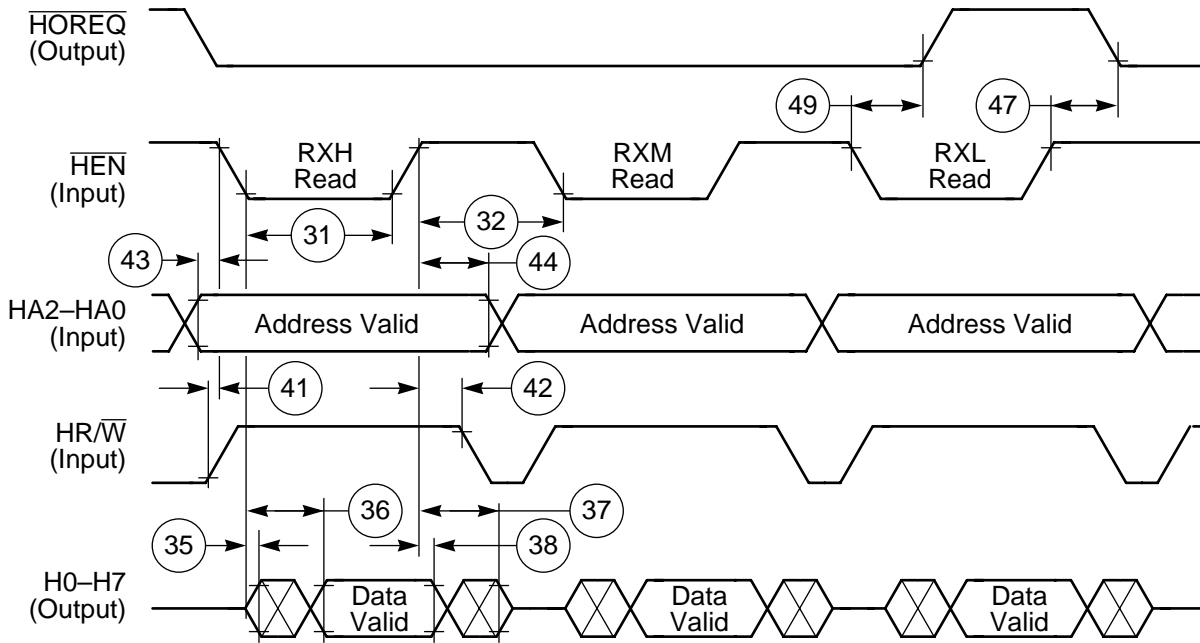 HOREQ
(Output)
49
47
HEN
(Input)
RXH
Read
RXM
Read
RXL
Read
31
32
43
44
HA2–HA0
(Input)
Address Valid
Address Valid
Address Valid
41
42
HR/W
(Input)
36
37
35
38
H0–H7
(Output)
Data
Valid
Data
Valid
Data
Valid